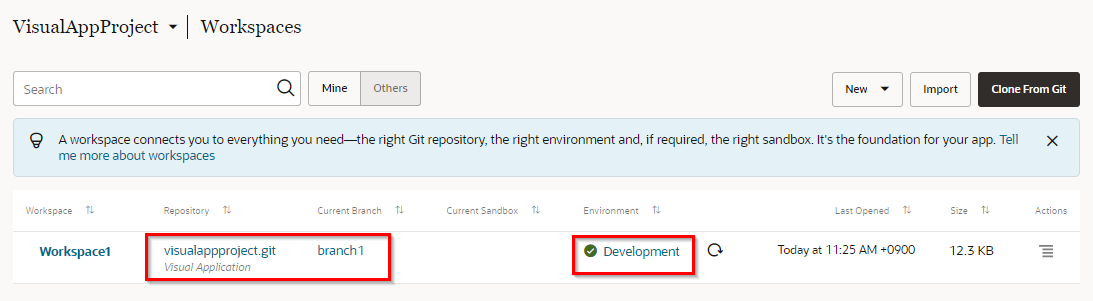 VisualAppProject Workspaces
Search Mine Others New Import Clone From Git
A workspace connects you to everything you need—the right Git repository, the right environment and, if required, the right sandbox. It's the foundation for your app. Tell
me more about workspaces
Workspace Repository Current Branch Current Sandbox Environment Last Opened Size Actions
Workspace1 visualappproject.git branch1 Development Today at 11:25 AM +0900 12.3 KB
Visual Application